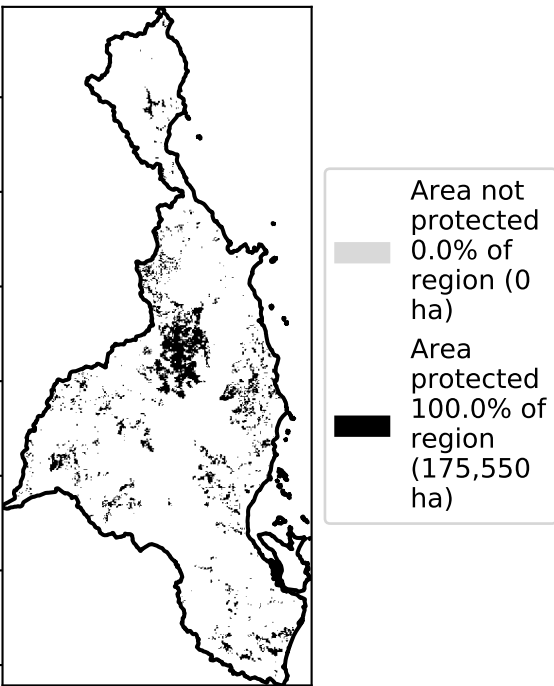 Area not
protected
0.0% of
region (0
ha)
Area
protected
100.0% of
region
(175,550
ha)